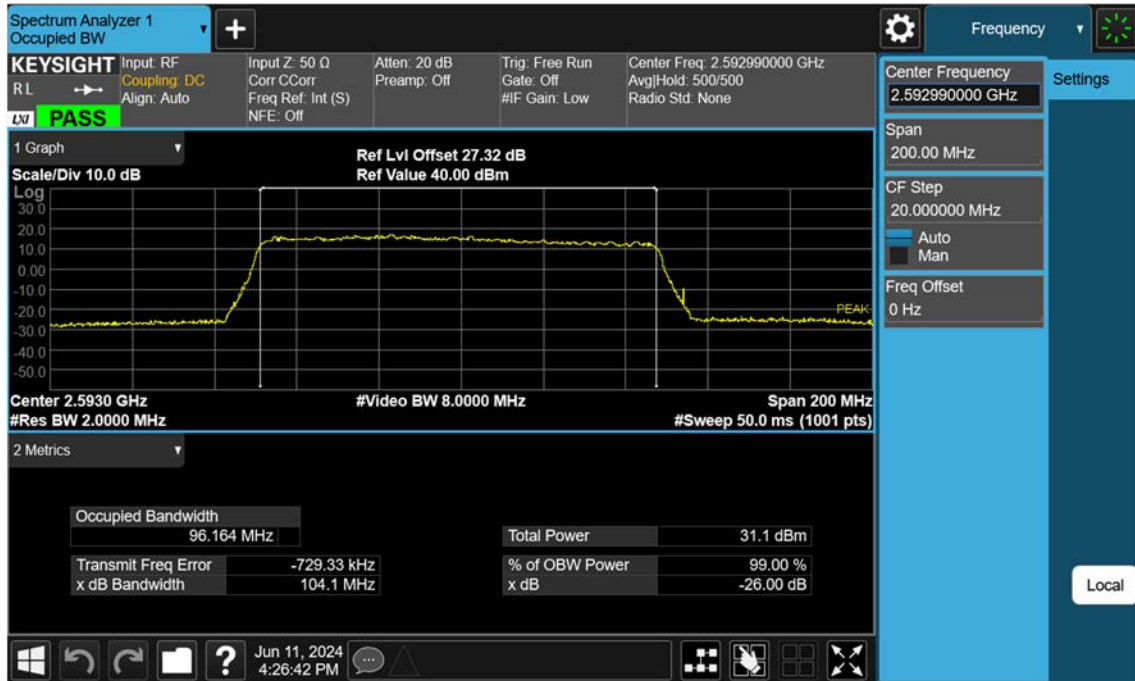 Spectrum Analyzer 1
Occupied BW
+
Frequency
KEYSIGHT
R L
LXI PASS
Input: RF
Coupling: DC
Align: Auto
Input Z: 50 Ω
Corr CCorr
Freq Ref: Int (S)
NFE: Off
Atten: 20 dB
Preamp: Off
Trig: Free Run
Gate: Off
#IF Gain: Low
Center Freq: 2.592990000 GHz
Avg|Hold: 500/500
Radio Std: None
1 Graph
Scale/Div 10.0 dB
Ref Lvl Offset 27.32 dB
Ref Value 40.00 dBm
Log
30.0
20.0
10.0
0.00
-10.0
-20.0
-30.0
-40.0
-50.0
PEAK
Center 2.5930 GHz
#Video BW 8.0000 MHz
Span 200 MHz
#Res BW 2.0000 MHz
#Sweep 50.0 ms (1001 pts)
2 Metrics
Occupied Bandwidth
96.164 MHz
Total Power 31.1 dBm
Transmit Freq Error -729.33 kHz
% of OBW Power 99.00 %
x dB Bandwidth 104.1 MHz
x dB -26.00 dB
Center Frequency
2.592990000 GHz
Settings
Span
200.00 MHz
CF Step
20.000000 MHz
Auto
Man
Freq Offset
0 Hz
Local
?
Jun 11, 2024
4:26:42 PM